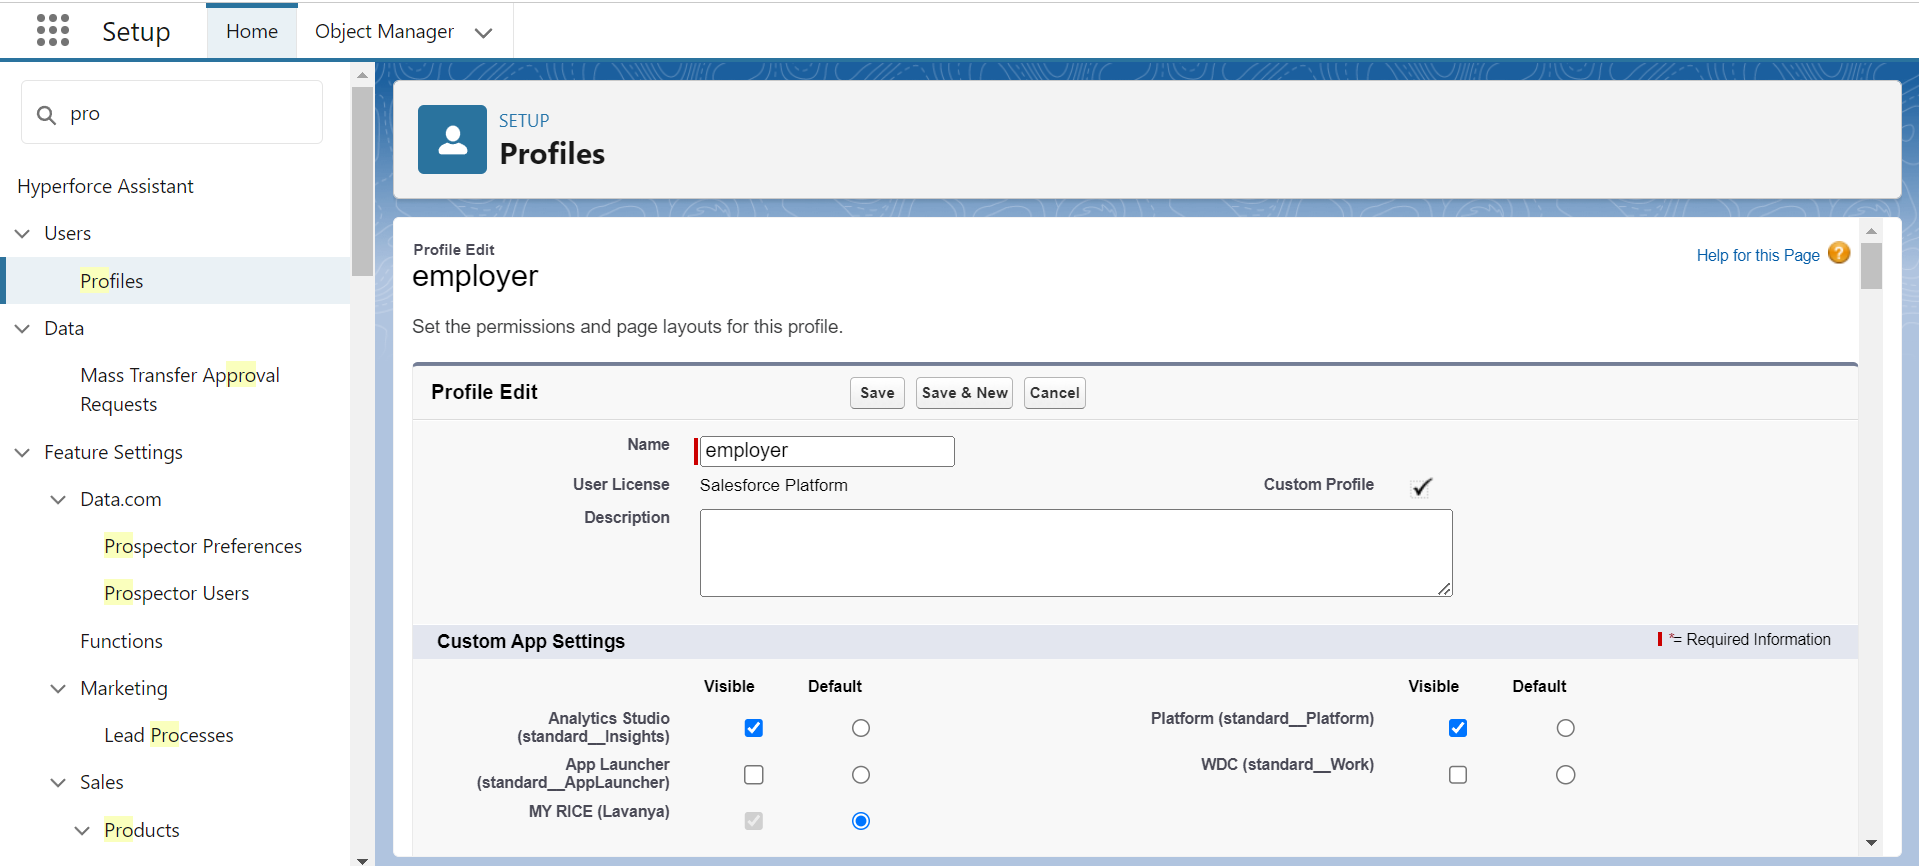 Setup
Home
Object Manager
pro
Hyperforce Assistant
Users
Profiles
Data
Mass Transfer Approval
Requests
Feature Settings
Data.com
Prospector Preferences
Prospector Users
Functions
Marketing
Lead Processes
Sales
Products
SETUP
Profiles
Profile Edit
employer
Help for this Page ?
Set the permissions and page layouts for this profile.
Profile Edit
Save
Save & New
Cancel
Name employer
User License Salesforce Platform
Custom Profile
Description
Custom App Settings
*= Required Information
Visible Default
Visible Default
Analytics Studio
(standard__Insights)
Platform (standard__Platform)
App Launcher
(standard__AppLauncher)
WDC (standard__Work)
MY RICE (Lavanya)